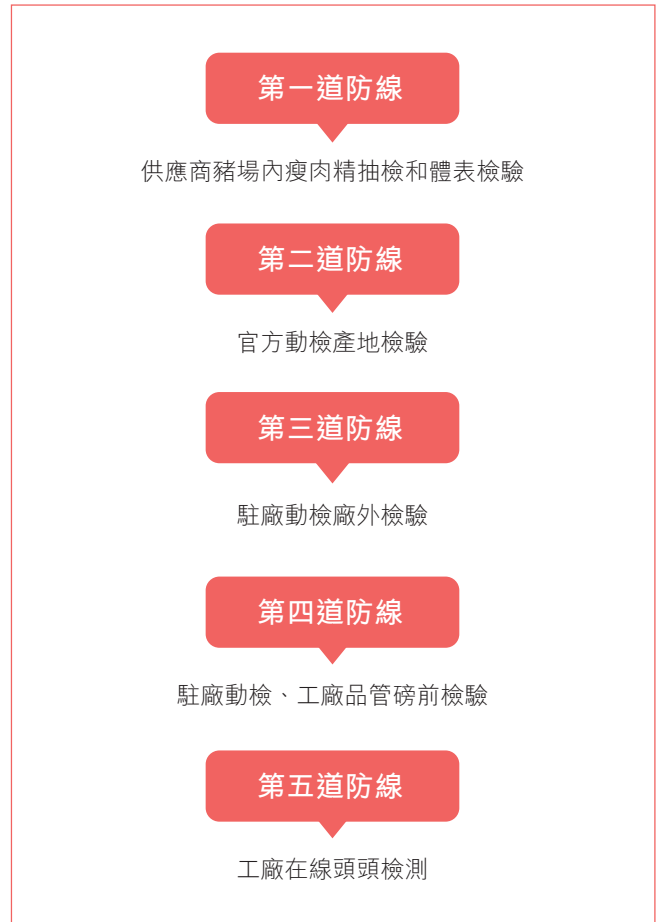 第一道防線
供應商豬場內瘦肉精抽檢和體表檢驗
第二道防線
官方動檢產地檢驗
第三道防線
駐廠動檢廠外檢驗
第四道防線
駐廠動檢、工廠品管磅前檢驗
第五道防線
工廠在線頭頭檢測